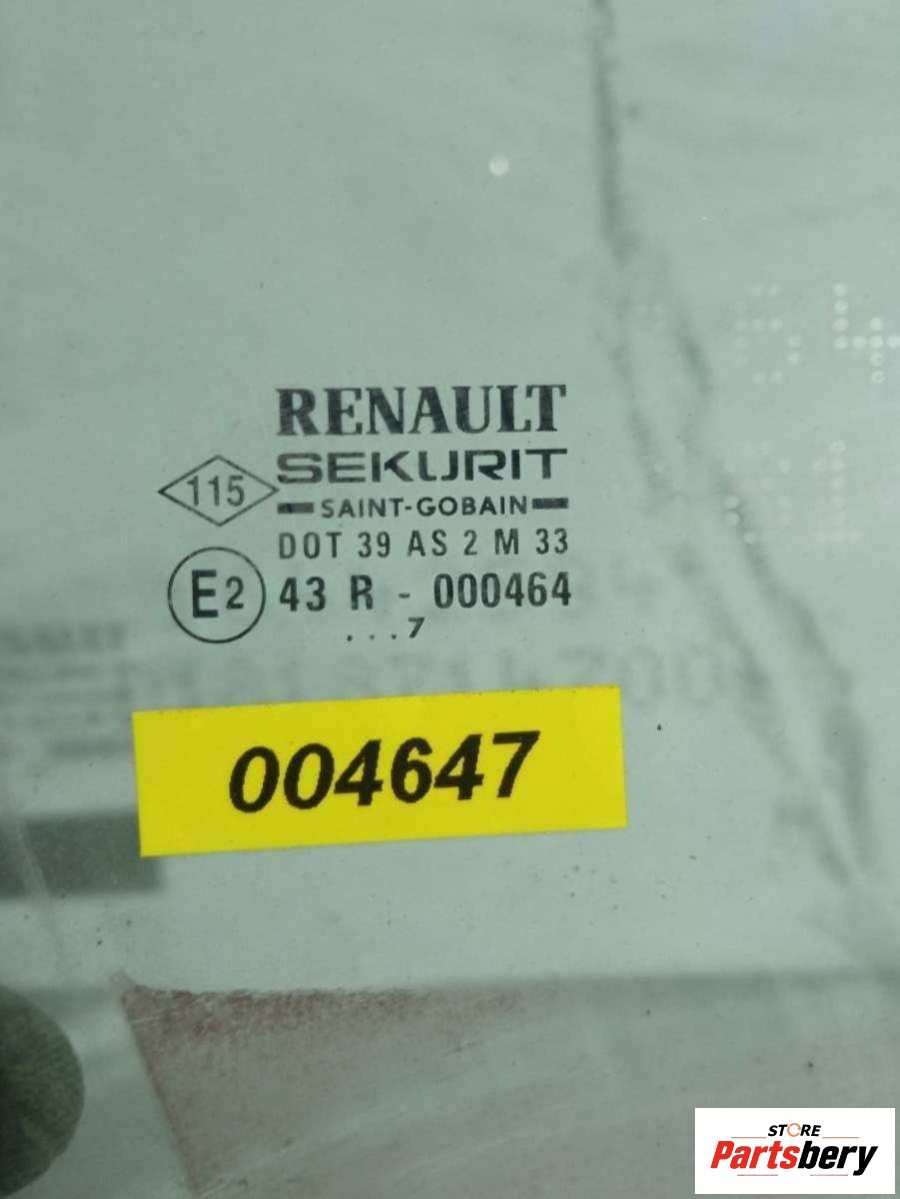 RENAULT
SEKURIT
115
SAINT-GOBAIN
DOT 39 AS 2 M 33
E2 43 R - 000464
...7
004647
STORE
Partsbery